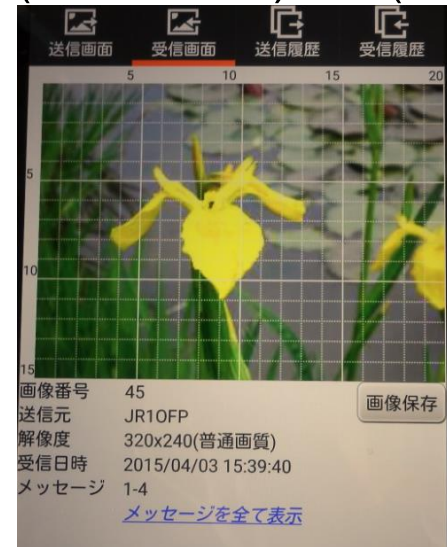 送信画面 受信画面 送信履歴 受信履歴
5 10 15 20
5
10
15
画像番号 45
送信元 JR1OFP
解像度 320x240(普通画質)
受信日時 2015/04/03 15:39:40
メッセージ 1-4
メッセージを全て表示
画像保存